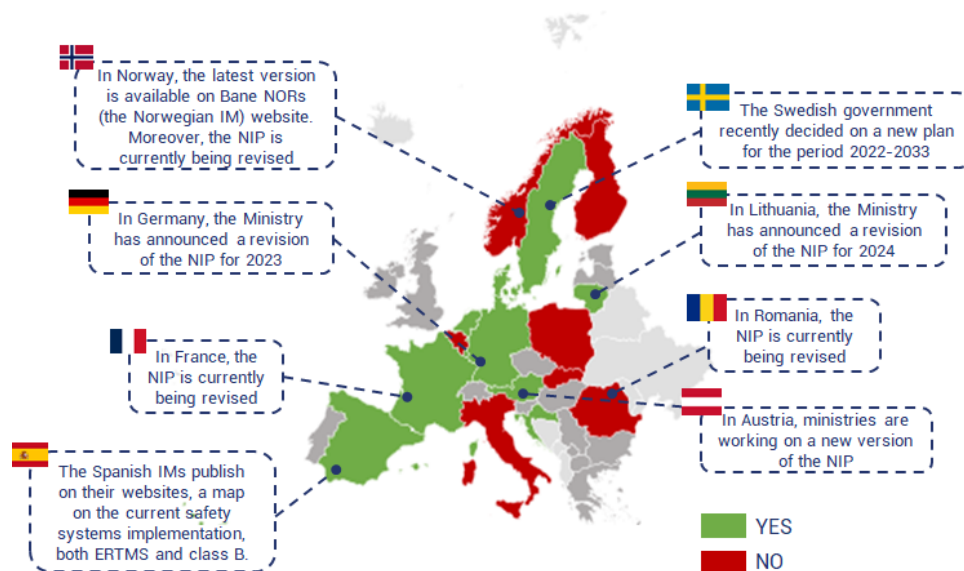 In Norway, the latest version
is available on Bane NORs
(the Norwegian IM) website.
Moreover, the NIP is
currently being revised
The Swedish government
recently decided on a new plan
for the period 2022-2033
In Germany, the Ministry
has announced a revision
of the NIP for 2023
In Lithuania, the Ministry
has announced a revision
of the NIP for 2024
In France, the
NIP is currently
being revised
In Romania, the
NIP is currently
being revised
In Austria, ministries are
working on a new version
of the NIP
The Spanish IMs publish
on their websites, a map
on the current safety
systems implementation,
both ERTMS and class B.
YES
NO